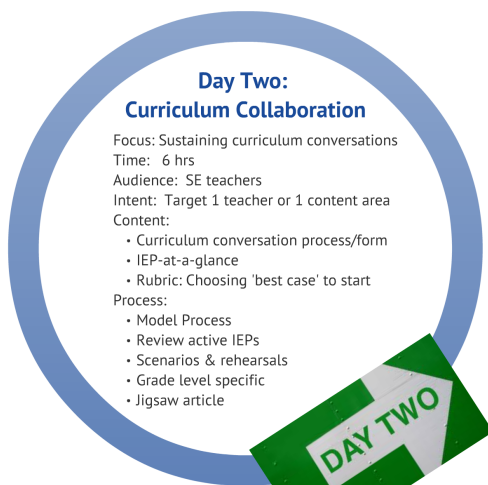 Day Two:
Curriculum Collaboration
Focus: Sustaining curriculum conversations
Time: 6 hrs
Audience: SE teachers
Intent: Target 1 teacher or 1 content area
Content:
• Curriculum conversation process/form
• IEP-at-a-glance
• Rubric: Choosing 'best case' to start
Process:
• Model Process
• Review active IEPs
• Scenarios & rehearsals
• Grade level specific
• Jigsaw article
DAY TWO